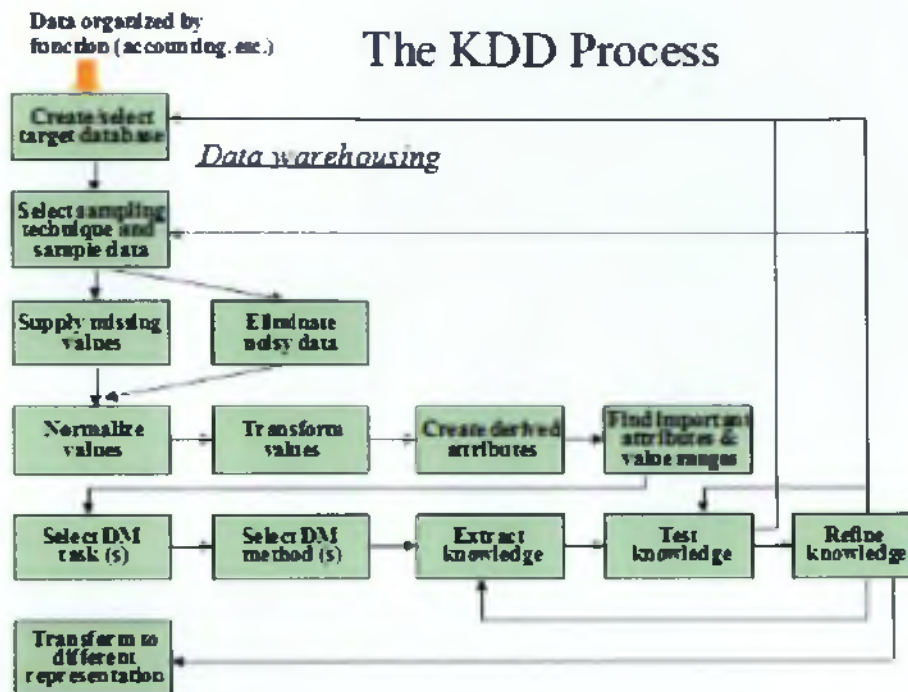 Data organized by
function (accounting, etc.)
The KDD Process
Create/select
target database
Data warehousing
Select sampling
technique and
sample data
Supply missing
values
Eliminate
noisy data
Normalize
values
Transform
values
Create derived
attributes
Find important
attributes &
value ranges
Select DM
task (s)
Select DM
method (s)
Extract
knowledge
Test
knowledge
Refine
knowledge
Transform to
different
representation